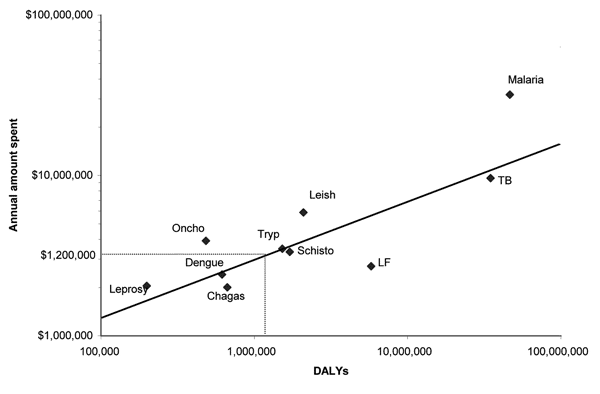 $100,000,000
Malaria
$10,000,000
TB
Leish
Oncho
Tryp
Schisto
$1,200,000
Dengue
LF
Leprosy
Chagas
$1,000,000
100,000 1,000,000 10,000,000 100,000,000
DALYs
Annual amount spent